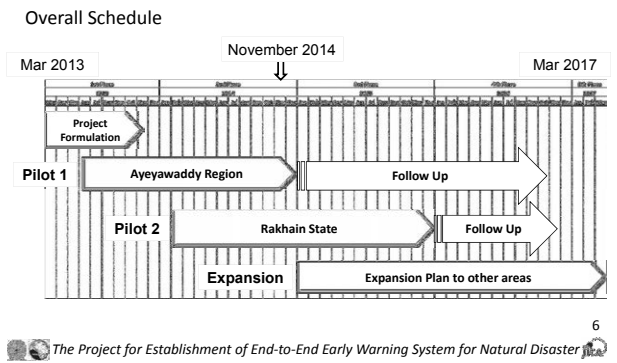 Overall Schedule
November 2014
Mar 2013
Mar 2017
Project
Formulation
Pilot 1
Ayeyawaddy Region
Follow Up
Pilot 2
Rakhain State
Follow Up
Expansion
Expansion Plan to other areas
6
The Project for Establishment of End-to-End Early Warning System for Natural Disaster
jica